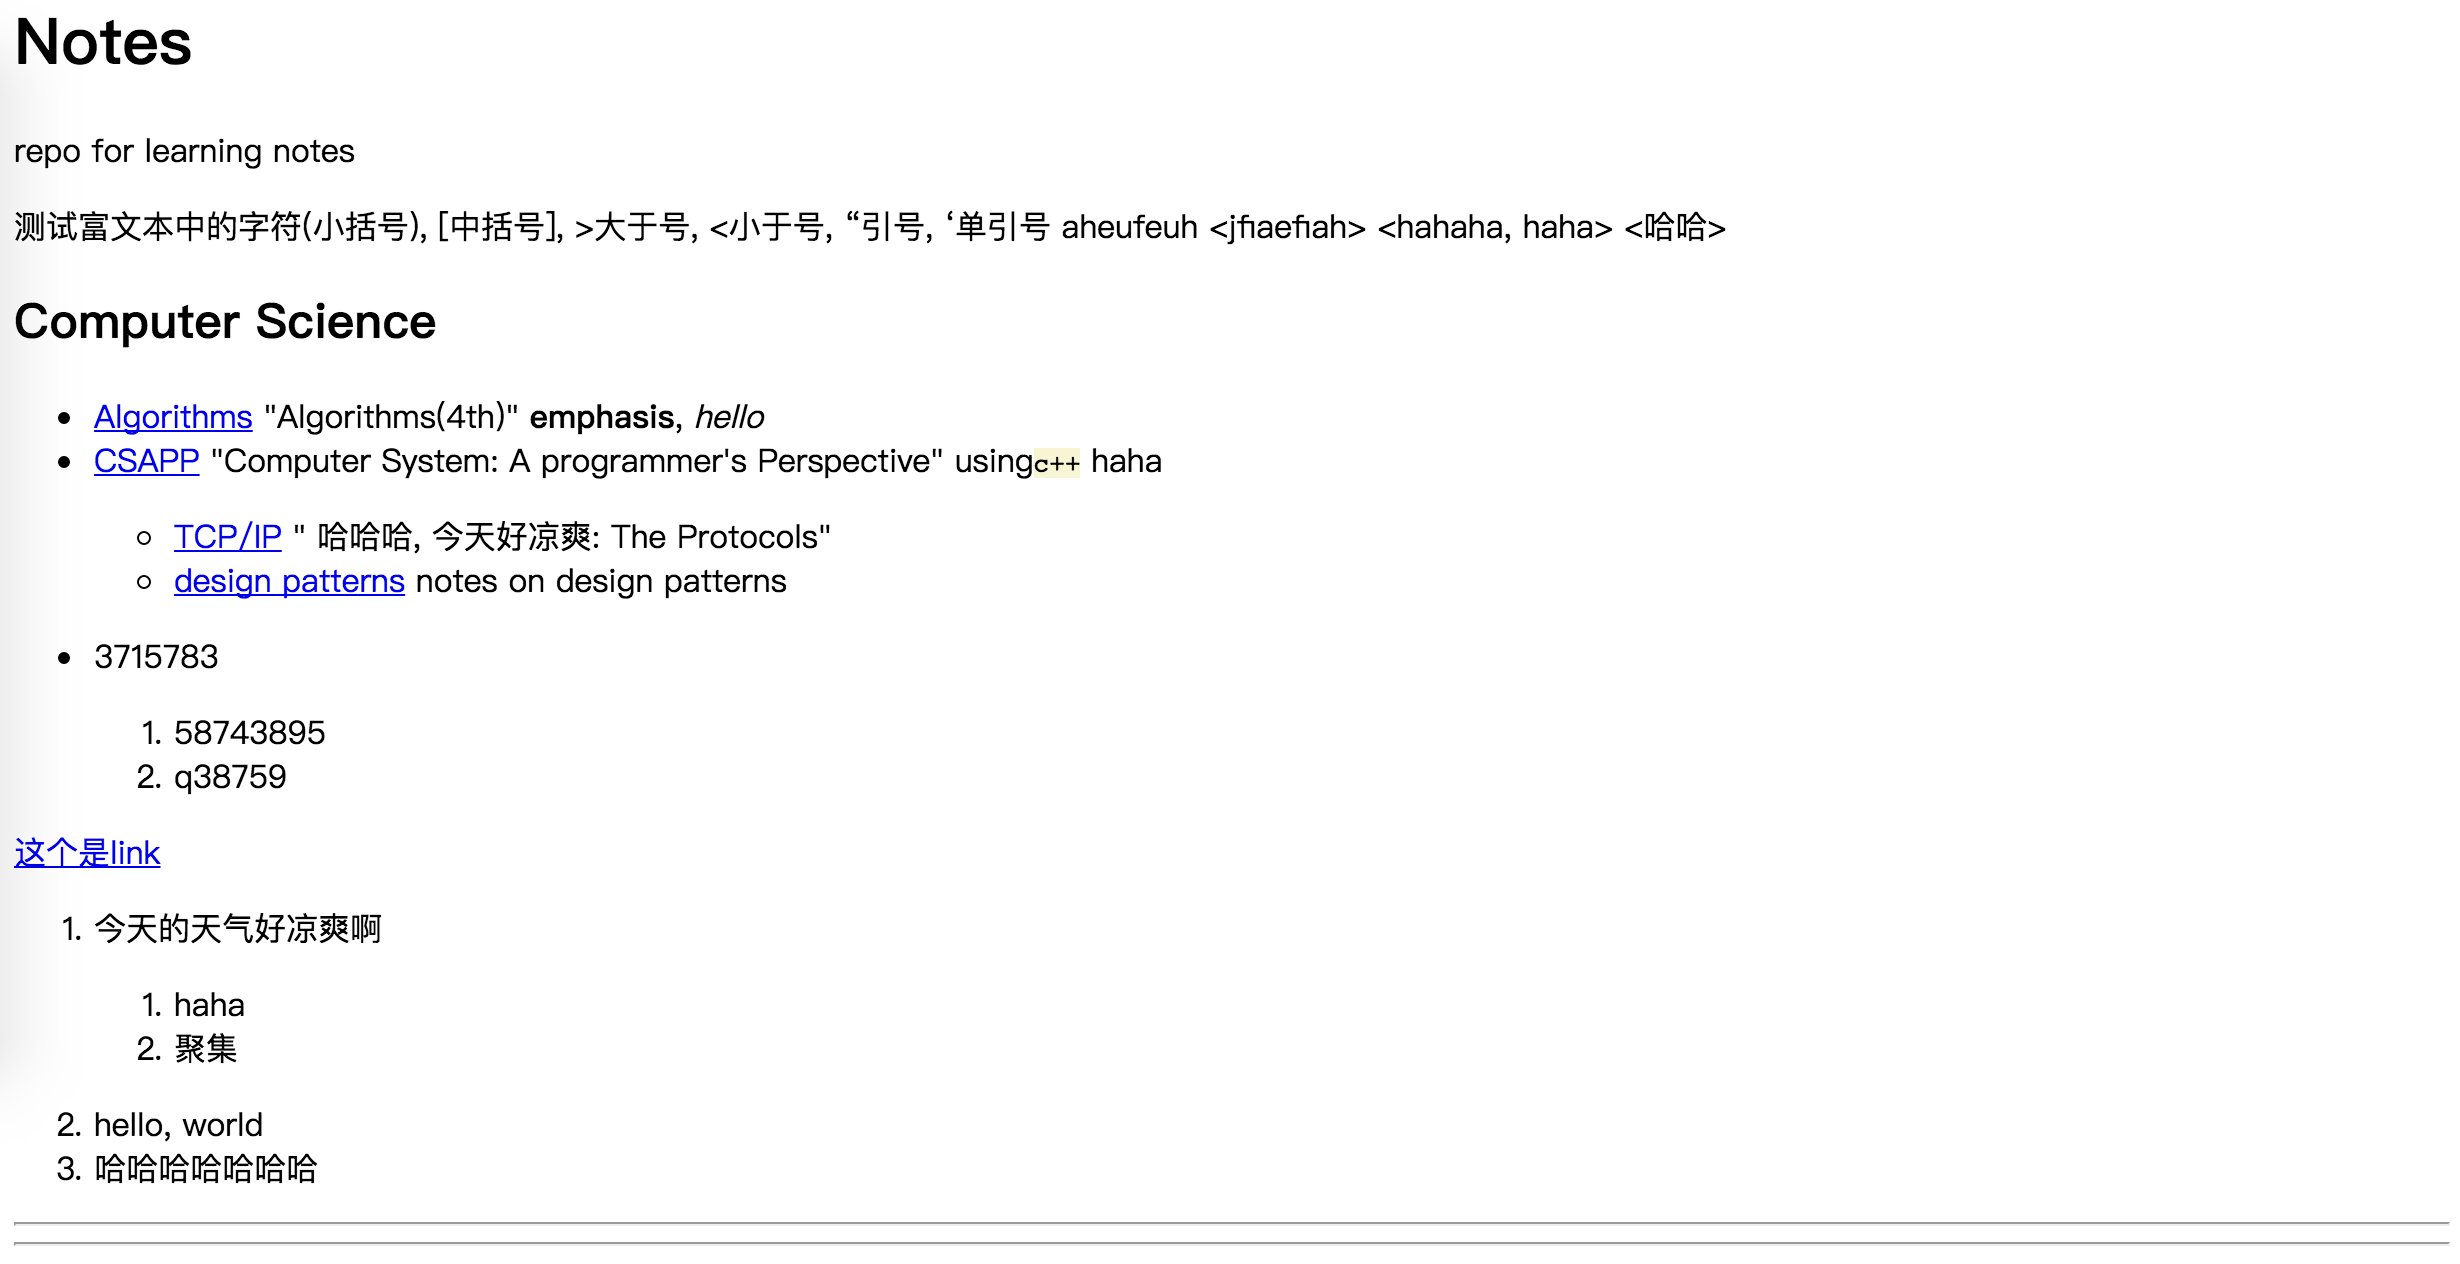 Notes
repo for learning notes
测试富文本中的字符(小括号), [中括号], >大于号, <小于号, “引号, ‘单引号 aheufeuh <jfiaefiah> <hahaha, haha> <哈哈>
Computer Science
• Algorithms "Algorithms(4th)" emphasis, hello
• CSAPP "Computer System: A programmer's Perspective" usingc++ haha
◦ TCP/IP " 哈哈哈, 今天好凉爽: The Protocols"
◦ design patterns notes on design patterns
• 3715783
1. 58743895
2. q38759
这个是link
1. 今天的天气好凉爽啊
1. haha
2. 聚集
2. hello, world
3. 哈哈哈哈哈哈哈